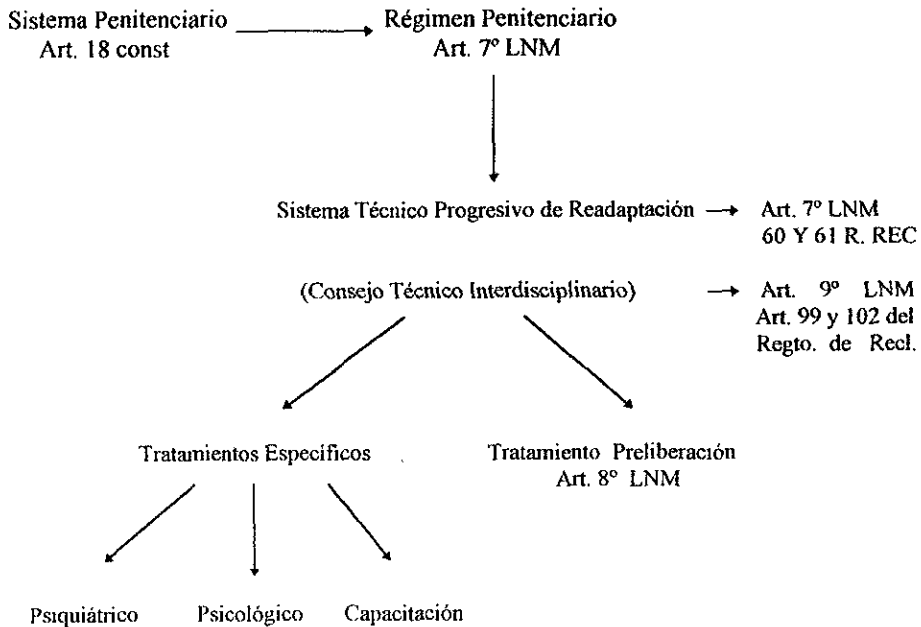 Sistema Penitenciario
Art. 18 const
Régimen Penitenciario
Art. 7º LNM
Sistema Técnico Progresivo de Readaptación
Art. 7º LNM
60 Y 61 R. REC
(Consejo Técnico Interdisciplinario)
Art. 9º LNM
Art. 99 y 102 del
Regto. de Recl.
Tratamientos Específicos
Tratamiento Preliberación
Art. 8º LNM
Psiquiátrico
Psicológico
Capacitación